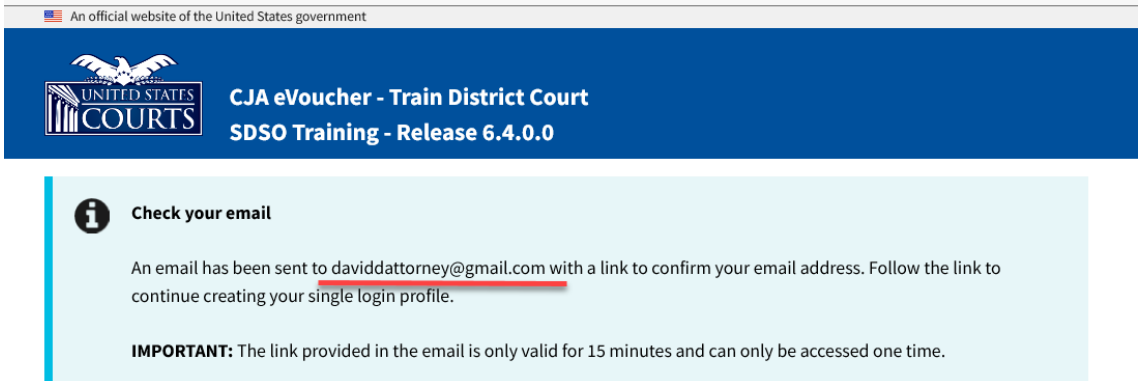 An official website of the United States government
UNITED STATES
COURTS
CJA eVoucher - Train District Court
SDSO Training - Release 6.4.0.0
Check your email
An email has been sent to daviddattorney@gmail.com with a link to confirm your email address. Follow the link to
continue creating your single login profile.
IMPORTANT: The link provided in the email is only valid for 15 minutes and can only be accessed one time.